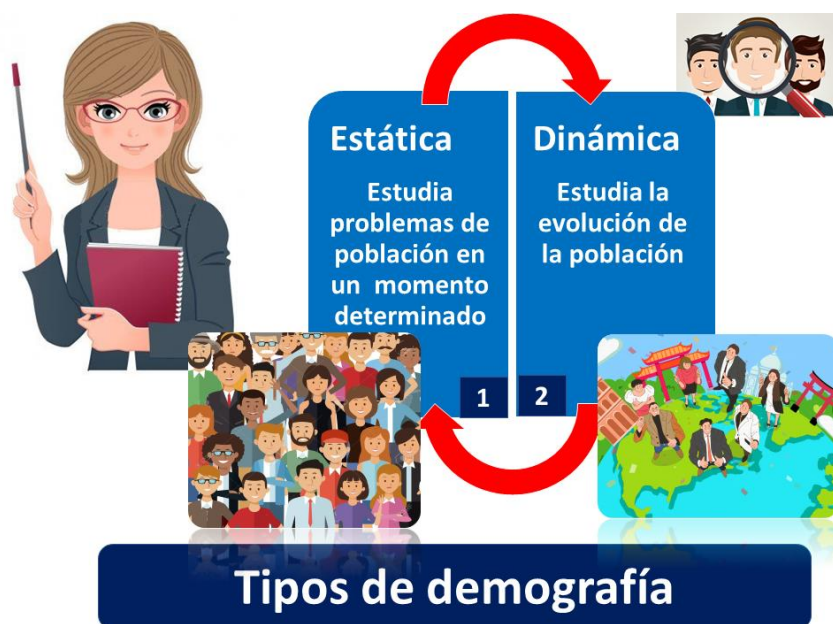 Estática
Estudia
problemas de
población en
un momento
determinado
1
Dinámica
Estudia la
evolución de
la población
2
Tipos de demografía